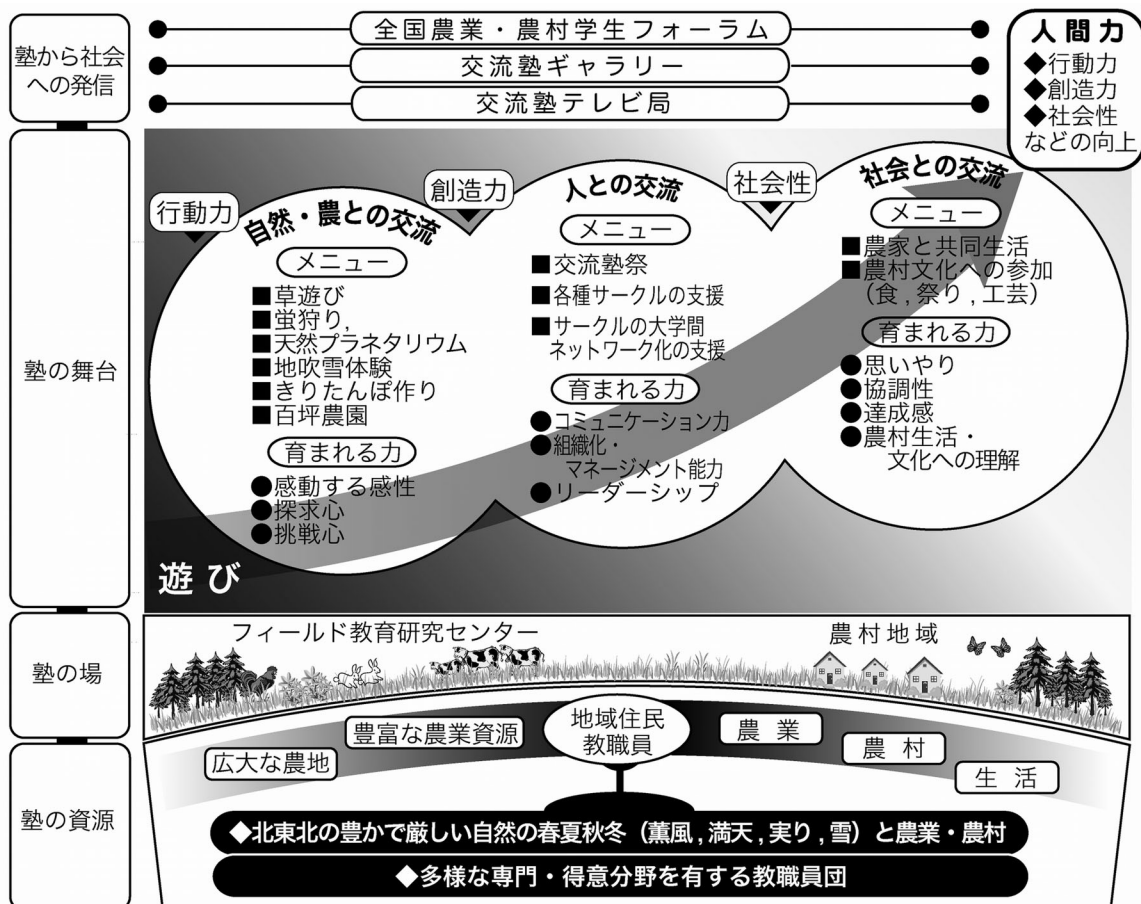 塾から社会
への発信
全国農業・農村学生フォーラム
交流塾ギャラリー
交流塾テレビ局
人間力
◆行動力
◆創造力
◆社会性
などの向上
塾の舞台
行動力
創造力
社会性
自然・農との交流
メニュー
■草遊び
■蛍狩り,
■天然プラネタリウム
■地吹雪体験
■きりたんぽ作り
■百坪農園
育まれる力
●感動する感性
●探求心
●挑戦心
人との交流
メニュー
■交流塾祭
■各種サークルの支援
■サークルの大学間
ネットワーク化の支援
育まれる力
●コミュニケーション力
●組織化・
マネージメント能力
●リーダーシップ
社会との交流
メニュー
■農家と共同生活
■農村文化への参加
(食,祭り,工芸)
育まれる力
●思いやり
●協調性
●達成感
●農村生活・
文化への理解
遊び
塾の場
フィールド教育研究センター
農村地域
塾の資源
広大な農地
豊富な農業資源
地域住民
教職員
農業
農村
生活
◆北東北の豊かで厳しい自然の春夏秋冬(薫風,満天,実り,雪)と農業・農村
◆多様な専門・得意分野を有する教職員団